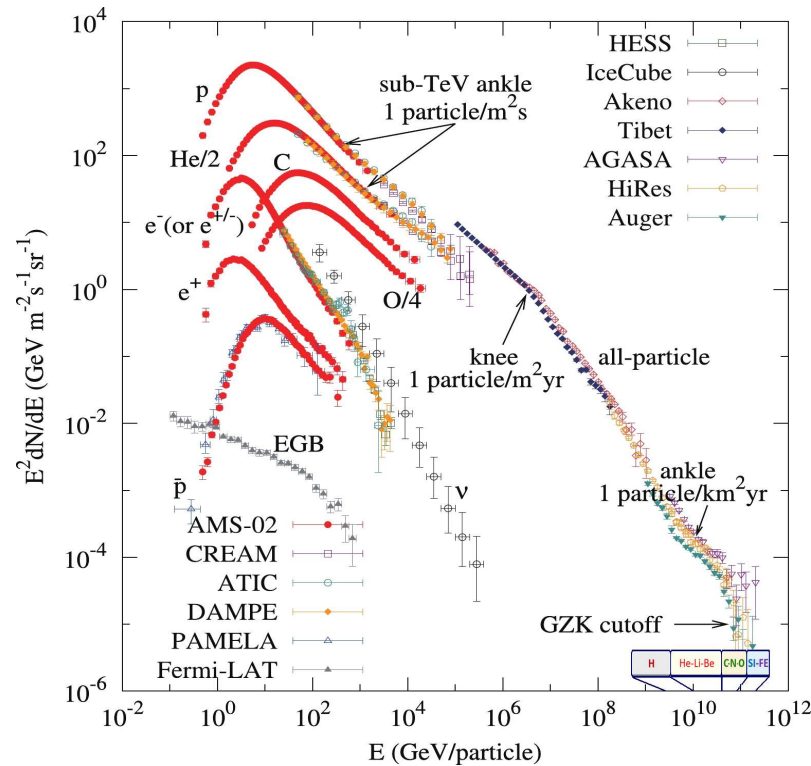 10^4
10^2
10^0
10^-2
10^-4
10^-6
E^2dN/dE (GeV m^-2s^-1sr^-1)
p
He/2
e^-(or e^+/-)
e^+
p̄
C
O/4
sub-TeV ankle
1 particle/m^2s
HESS
IceCube
Akeno
Tibet
AGASA
HiRes
Auger
knee
1 particle/m^2yr
all-particle
EGB
ν
ankle
1 particle/km^2yr
GZK cutoff
AMS-02
CREAM
ATIC
DAMPE
PAMELA
Fermi-LAT
H He-Li-Be C-N-O SI-FE
10^-2 10^0 10^2 10^4 10^6 10^8 10^10 10^12
E (GeV/particle)